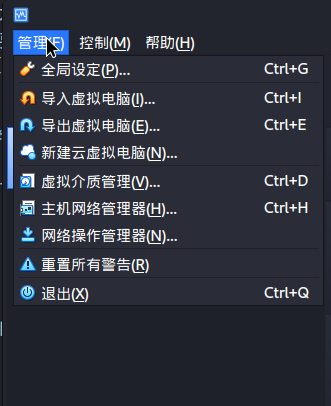 管理(F) 控制(M) 帮助(H)
全局设定(P)... Ctrl+G
导入虚拟电脑(I)... Ctrl+I
导出虚拟电脑(E)... Ctrl+E
新建云虚拟电脑(N)...
虚拟介质管理(V)... Ctrl+D
主机网络管理器(H)... Ctrl+H
网络操作管理器(N)...
重置所有警告(R)
退出(X) Ctrl+Q